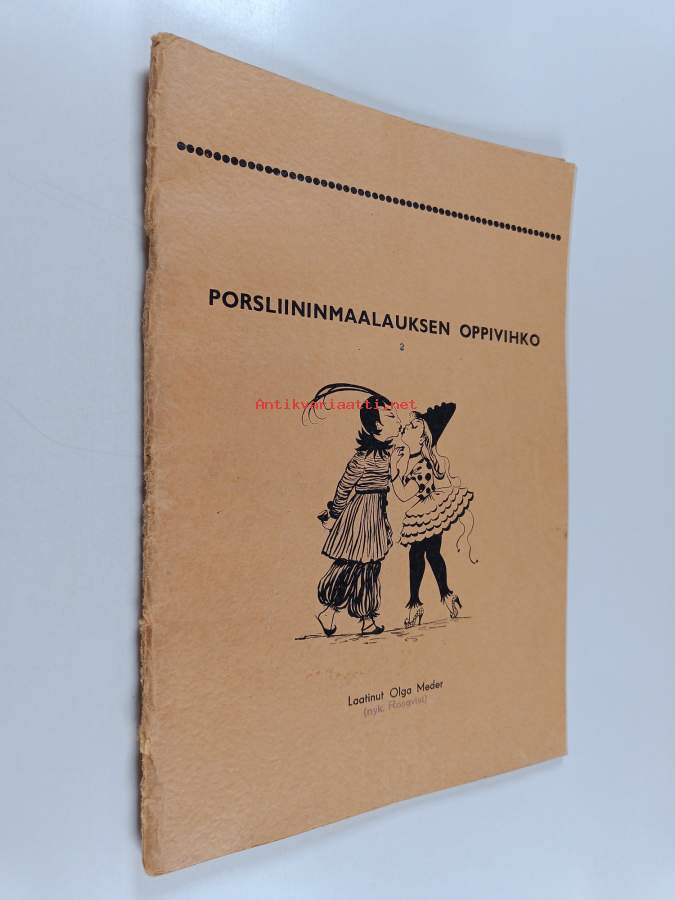 PORSLIININMAALAUKSEN OPPIVIHKO
2
Antikvariaatti.net
Laatinut Olga Meder
(nyk. Rosqvist)